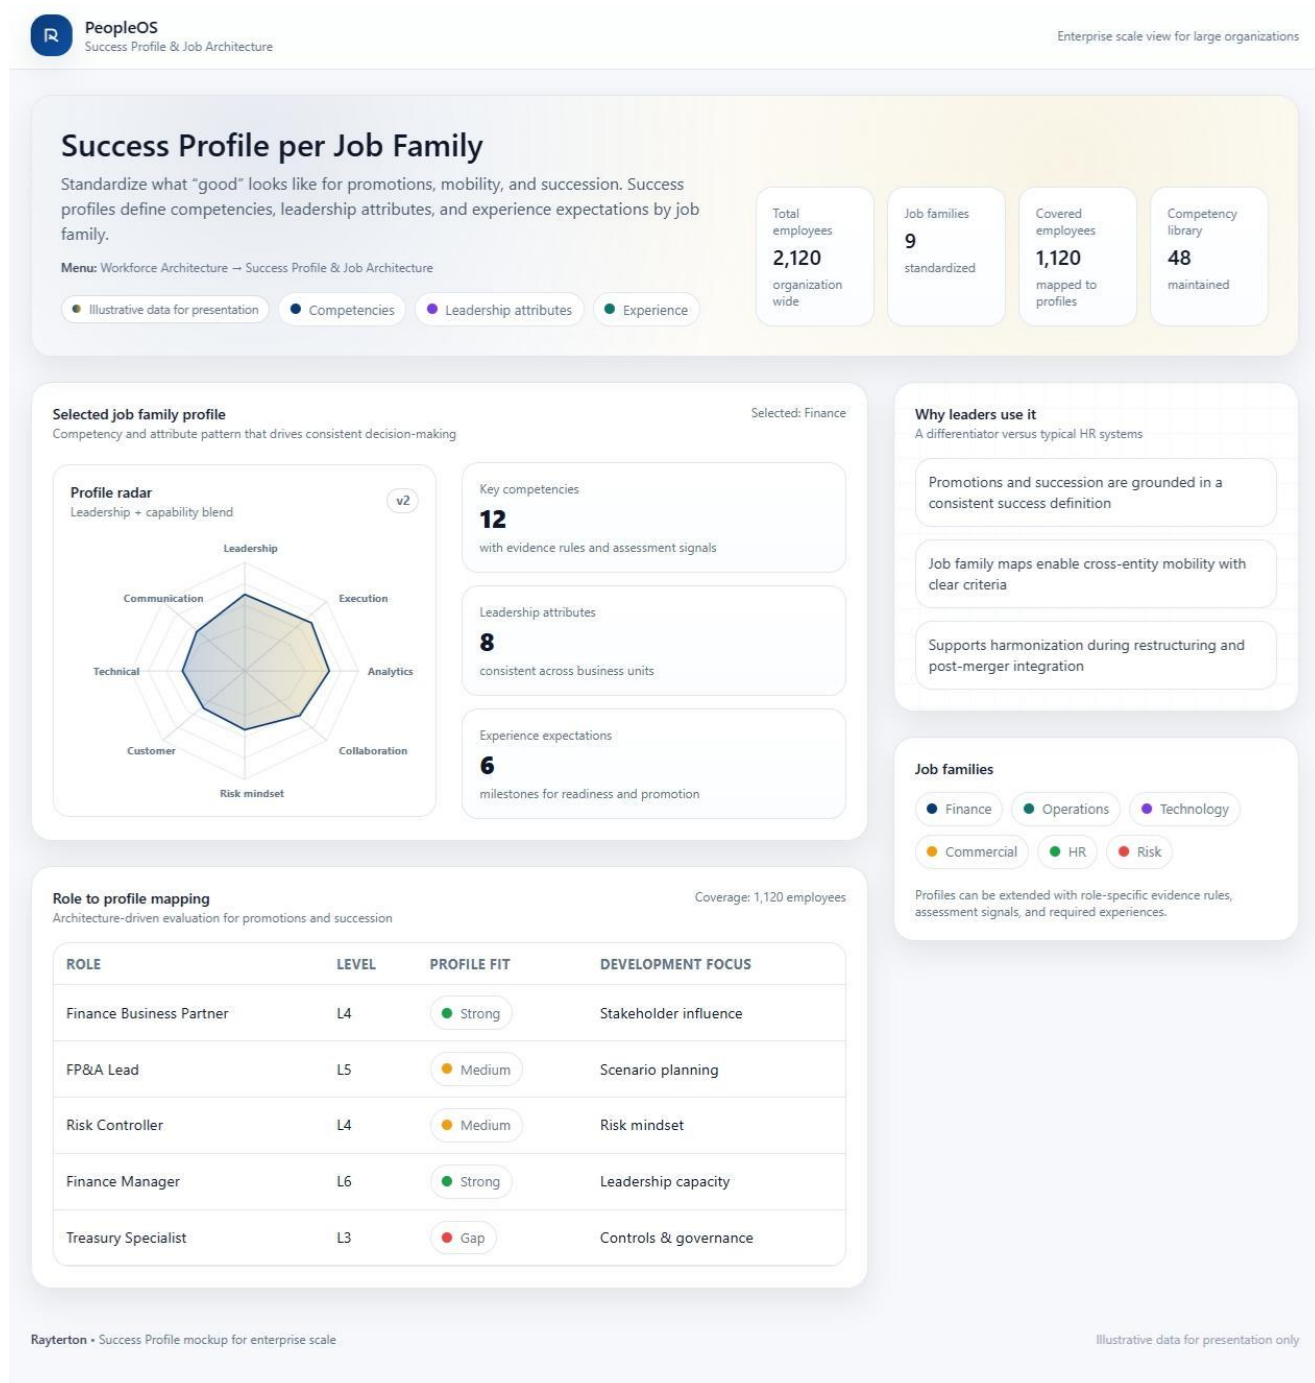 PeopleOS
Success Profile & Job Architecture
Enterprise scale view for large organizations
Success Profile per Job Family
Standardize what “good” looks like for promotions, mobility, and succession. Success
profiles define competencies, leadership attributes, and experience expectations by job
family.
Menu: Workforce Architecture → Success Profile & Job Architecture
Illustrative data for presentation
Competencies
Leadership attributes
Experience
Total
employees
2,120
organization
wide
Job families
9
standardized
Covered
employees
1,120
mapped to
profiles
Competency
library
48
maintained
Selected job family profile
Competency and attribute pattern that drives consistent decision-making
Selected: Finance
Profile radar
Leadership + capability blend
v2
Leadership
Execution
Analytics
Collaboration
Risk mindset
Customer
Technical
Communication
Key competencies
12
with evidence rules and assessment signals
Leadership attributes
8
consistent across business units
Experience expectations
6
milestones for readiness and promotion
Why leaders use it
A differentiator versus typical HR systems
Promotions and succession are grounded in a
consistent success definition
Job family maps enable cross-entity mobility with
clear criteria
Supports harmonization during restructuring and
post-merger integration
Job families
Finance
Operations
Technology
Commercial
HR
Risk
Profiles can be extended with role-specific evidence rules,
assessment signals, and required experiences.
Role to profile mapping
Architecture-driven evaluation for promotions and succession
Coverage: 1,120 employees
ROLE LEVEL PROFILE FIT DEVELOPMENT FOCUS
Finance Business Partner L4 Strong Stakeholder influence
FP&A Lead L5 Medium Scenario planning
Risk Controller L4 Medium Risk mindset
Finance Manager L6 Strong Leadership capacity
Treasury Specialist L3 Gap Controls & governance
Rayterton • Success Profile mockup for enterprise scale
Illustrative data for presentation only